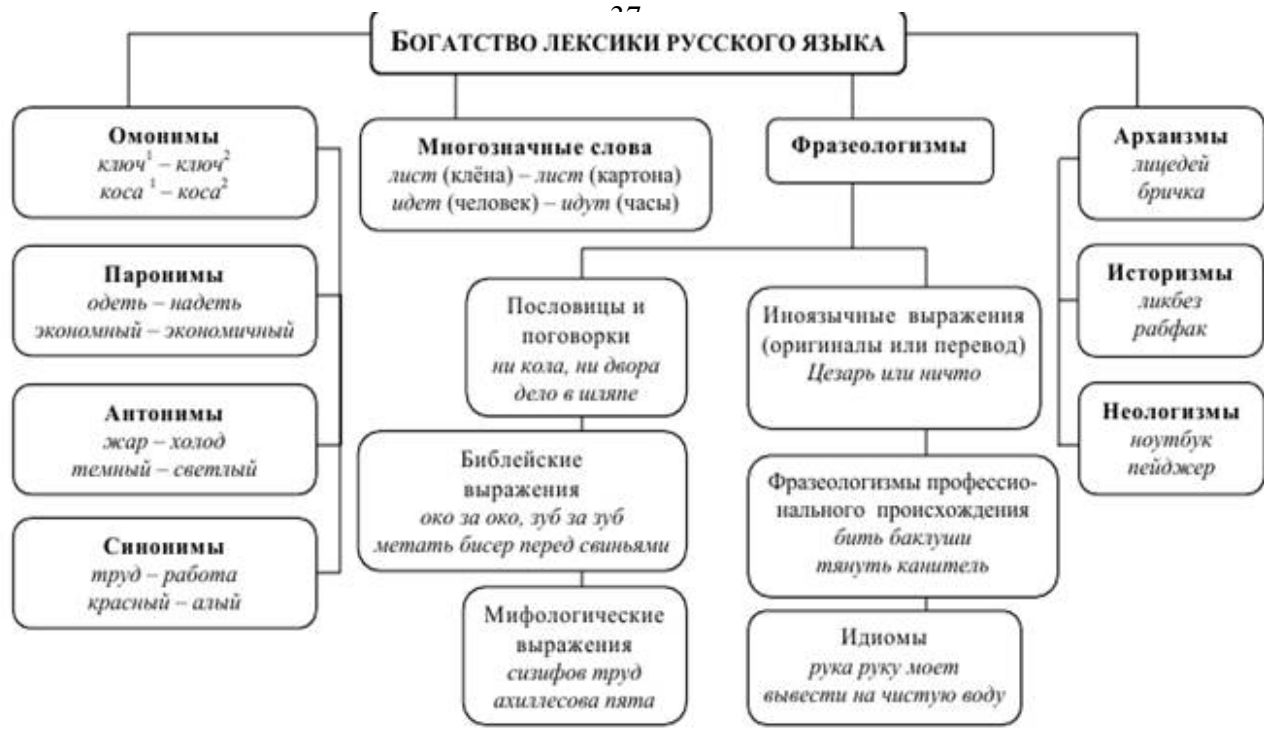 37
БОГАТСТВО ЛЕКСИКИ РУССКОГО ЯЗЫКА
Омонимы
ключ¹ – ключ²
коса ¹ – коса²
Паронимы
одеть – надеть
экономный – экономичный
Антонимы
жар – холод
темный – светлый
Синонимы
труд – работа
красный – алый
Многозначные слова
лист (клёна) – лист (картона)
идет (человек) – идут (часы)
Фразеологизмы
Пословицы и
поговорки
ни кола, ни двора
дело в шляпе
Библейские
выражения
око за око, зуб за зуб
метать бисер перед свиньями
Мифологические
выражения
сизифов труд
ахиллесова пята
Иноязычные выражения
(оригиналы или перевод)
Цезарь или ничто
Фразеологизмы профессио-
нального происхождения
бить баклуши
тянуть канитель
Идиомы
рука руку моет
вывести на чистую воду
Архаизмы
лицедей
бричка
Историзмы
ликбез
рабфак
Неологизмы
ноутбук
пейджер